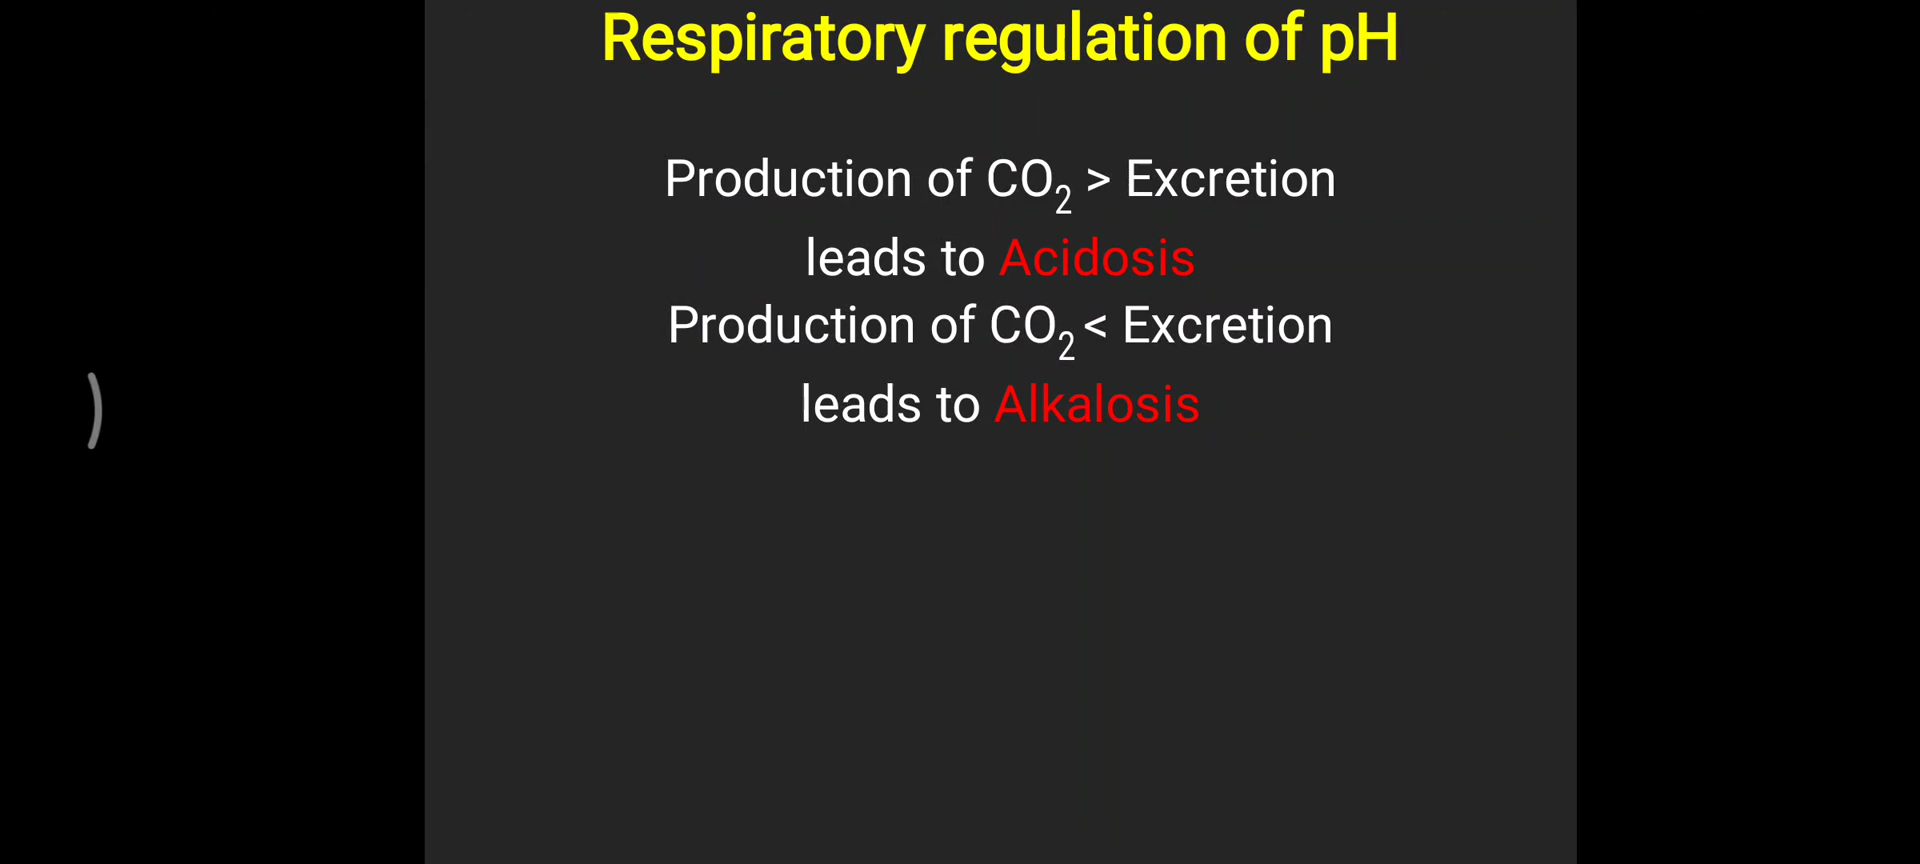 Respiratory regulation of pH
Production of CO₂ > Excretion
leads to Acidosis
Production of CO₂ < Excretion
leads to Alkalosis